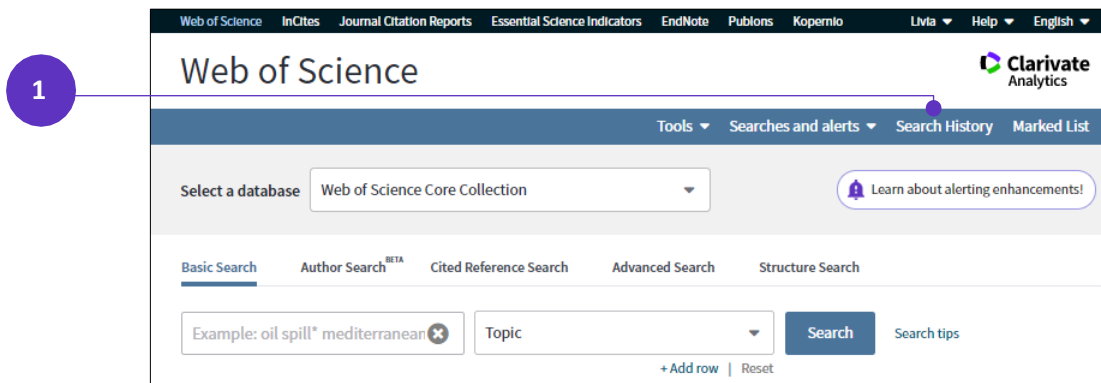 Web of Science InCites Journal Citation Reports Essential Science Indicators EndNote Publons Kopernio Livia Help English
Web of Science
Clarivate
Analytics
1
Tools Searches and alerts Search History Marked List
Select a database Web of Science Core Collection Learn about alerting enhancements!
Basic Search Author Search BETA Cited Reference Search Advanced Search Structure Search
Example: oil spill* mediterranean Topic Search Search tips
+ Add row | Reset